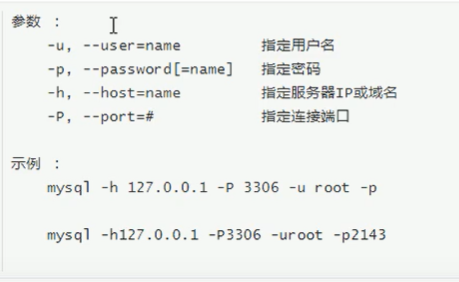 参数 :
-u, --user=name 指定用户名
-p, --password[=name] 指定密码
-h, --host=name 指定服务器IP或域名
-P, --port=# 指定连接端口
示例 :
mysql -h 127.0.0.1 -P 3306 -u root -p
mysql -h127.0.0.1 -P3306 -uroot -p2143